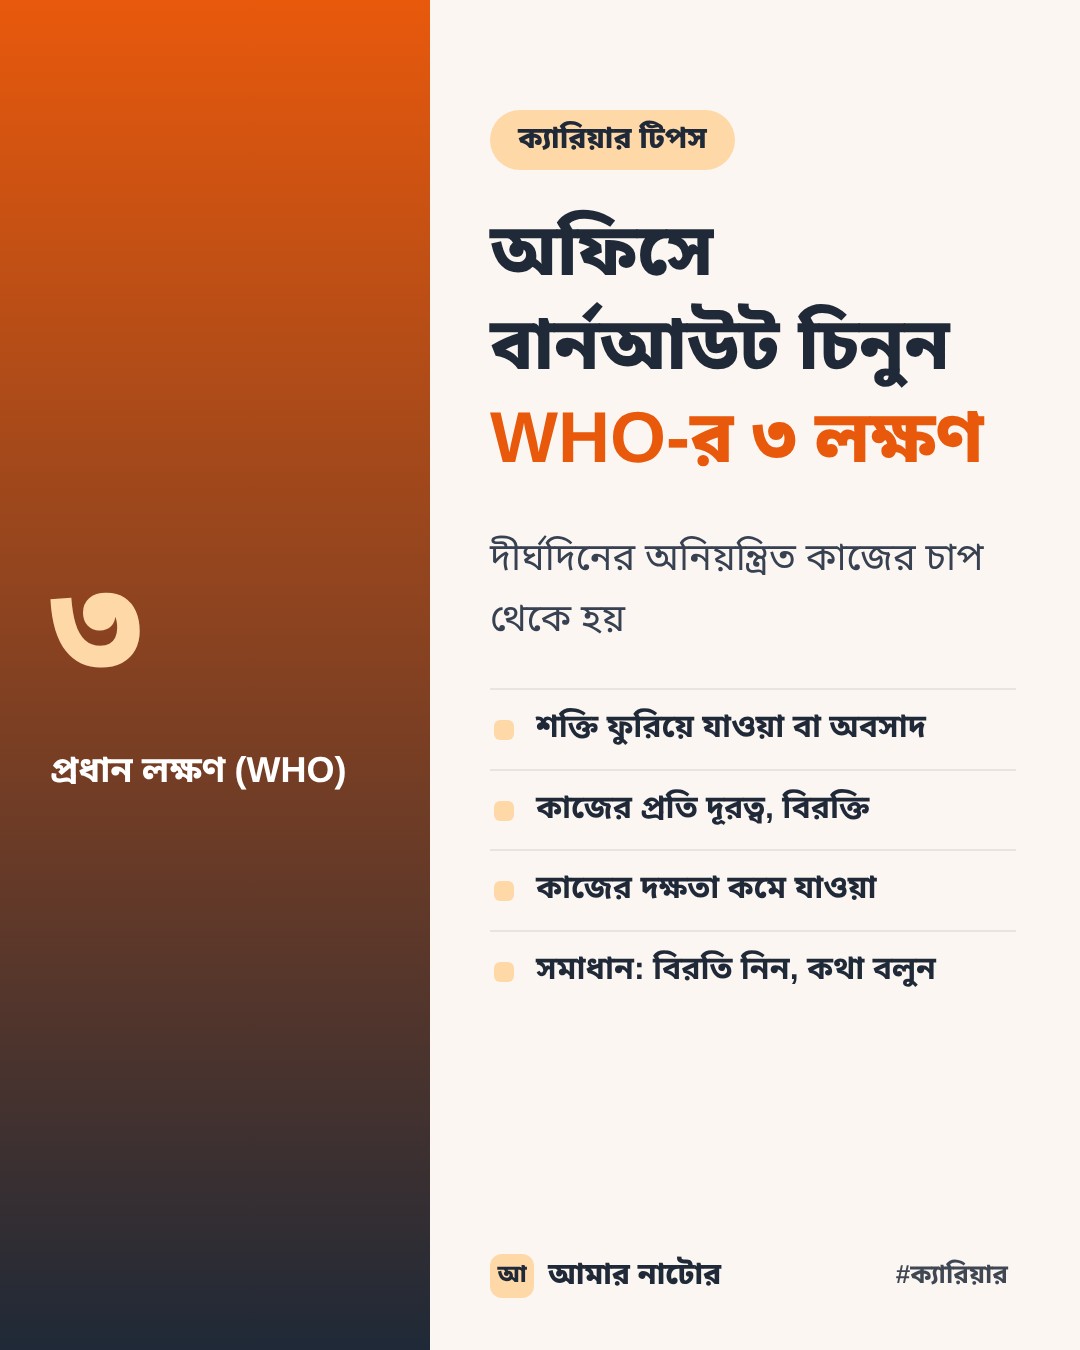 ক্যারিয়ার টিপস
অফিসে
বার্নআউট চিনুন
WHO-র ৩ লক্ষণ
দীর্ঘদিনের অনিয়ন্ত্রিত কাজের চাপ
থেকে হয়
৩
প্রধান লক্ষণ (WHO)
শক্তি ফুরিয়ে যাওয়া বা অবসাদ
কাজের প্রতি দূরত্ব, বিরক্তি
কাজের দক্ষতা কমে যাওয়া
সমাধান: বিরতি নিন, কথা বলুন
আ আমার নাটোর
#ক্যারিয়ার